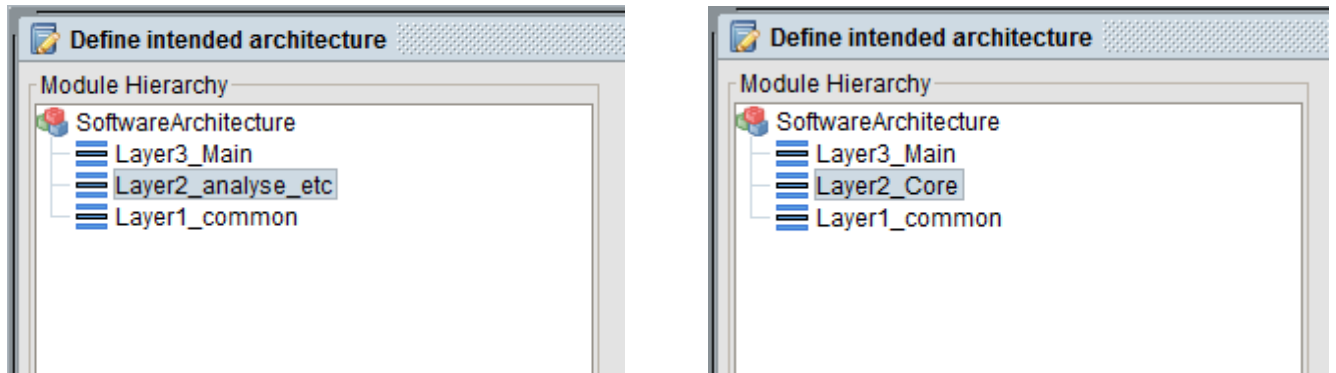 Define intended architecture
Module Hierarchy
SoftwareArchitecture
Layer3_Main
Layer2_analyse_etc
Layer1_common
Define intended architecture
Module Hierarchy
SoftwareArchitecture
Layer3_Main
Layer2_Core
Layer1_common